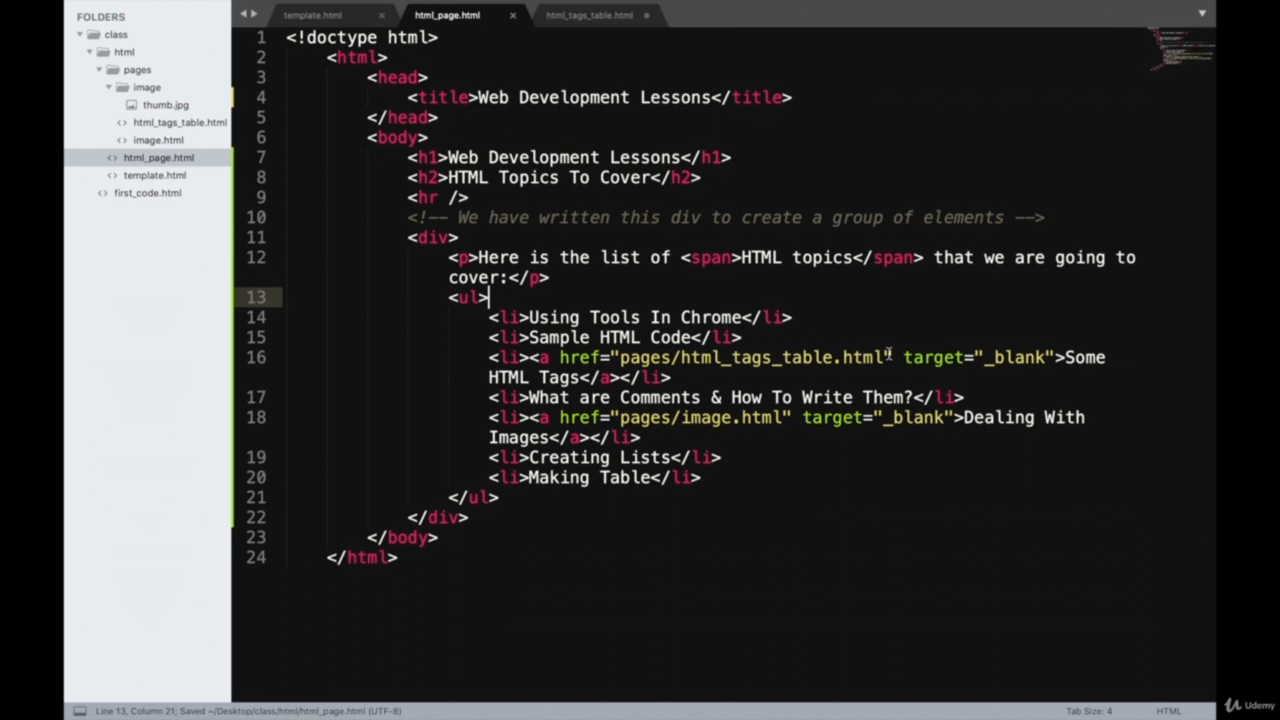 FOLDERS
class
html
pages
image
thumb.jpg
html_tags_table.html
image.html
html_page.html
template.html
first_code.html
template.html
html_page.html
html_tags_table.html
1 <!doctype html>
2 <html>
3 <head>
4 <title>Web Development Lessons</title>
5 </head>
6 <body>
7 <h1>Web Development Lessons</h1>
8 <h2>HTML Topics To Cover</h2>
9 <hr />
10 <!-- We have written this div to create a group of elements -->
11 <div>
12 <p>Here is the list of <span>HTML topics</span> that we are going to
cover:</p>
13 <ul>
14 <li>Using Tools In Chrome</li>
15 <li>Sample HTML Code</li>
16 <li><a href="pages/html_tags_table.html" target="_blank">Some
HTML Tags</a></li>
17 <li>What are Comments & How To Write Them?</li>
18 <li><a href="pages/image.html" target="_blank">Dealing With
Images</a></li>
19 <li>Creating Lists</li>
20 <li>Making Table</li>
21 </ul>
22 </div>
23 </body>
24 </html>
Line 13, Column 21; Saved ~/Desktop/class/html/html_page.html (UTF-8)
Tab Size: 4
HTML
Udemy